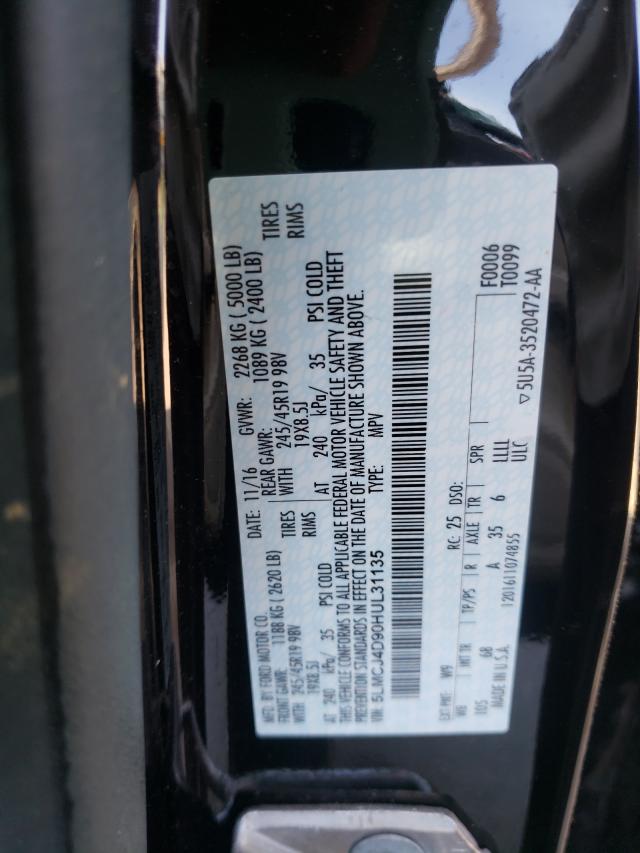 MFG. BY FORD MOTOR CO.
DATE: 11/16 GVWR: 2268 KG ( 5000 LB)
FRONT GAWR: 1188 KG ( 2620 LB) REAR GAWR: 1089 KG ( 2400 LB)
WITH 245/45R19 98V TIRES WITH 245/45R19 98V TIRES
19X8.5J RIMS 19X8.5J RIMS
AT 240 kPa/ 35 PSI COLD AT 240 kPa/ 35 PSI COLD
THIS VEHICLE CONFORMS TO ALL APPLICABLE FEDERAL MOTOR VEHICLE SAFETY AND THEFT
PREVENTION STANDARDS IN EFFECT ON THE DATE OF MANUFACTURE SHOWN ABOVE.
VIN: 5LMCJ4D90HUL31135 TYPE: MPV
EXT PNT: W9 RC: 25 DSO: F0006
WB INT TR TP/PS R AXLE TR SPR T0099
105 68 A 35 6 LLLL
MADE IN U.S.A. 1201611074855 ULC
5U5A-3520472-AA